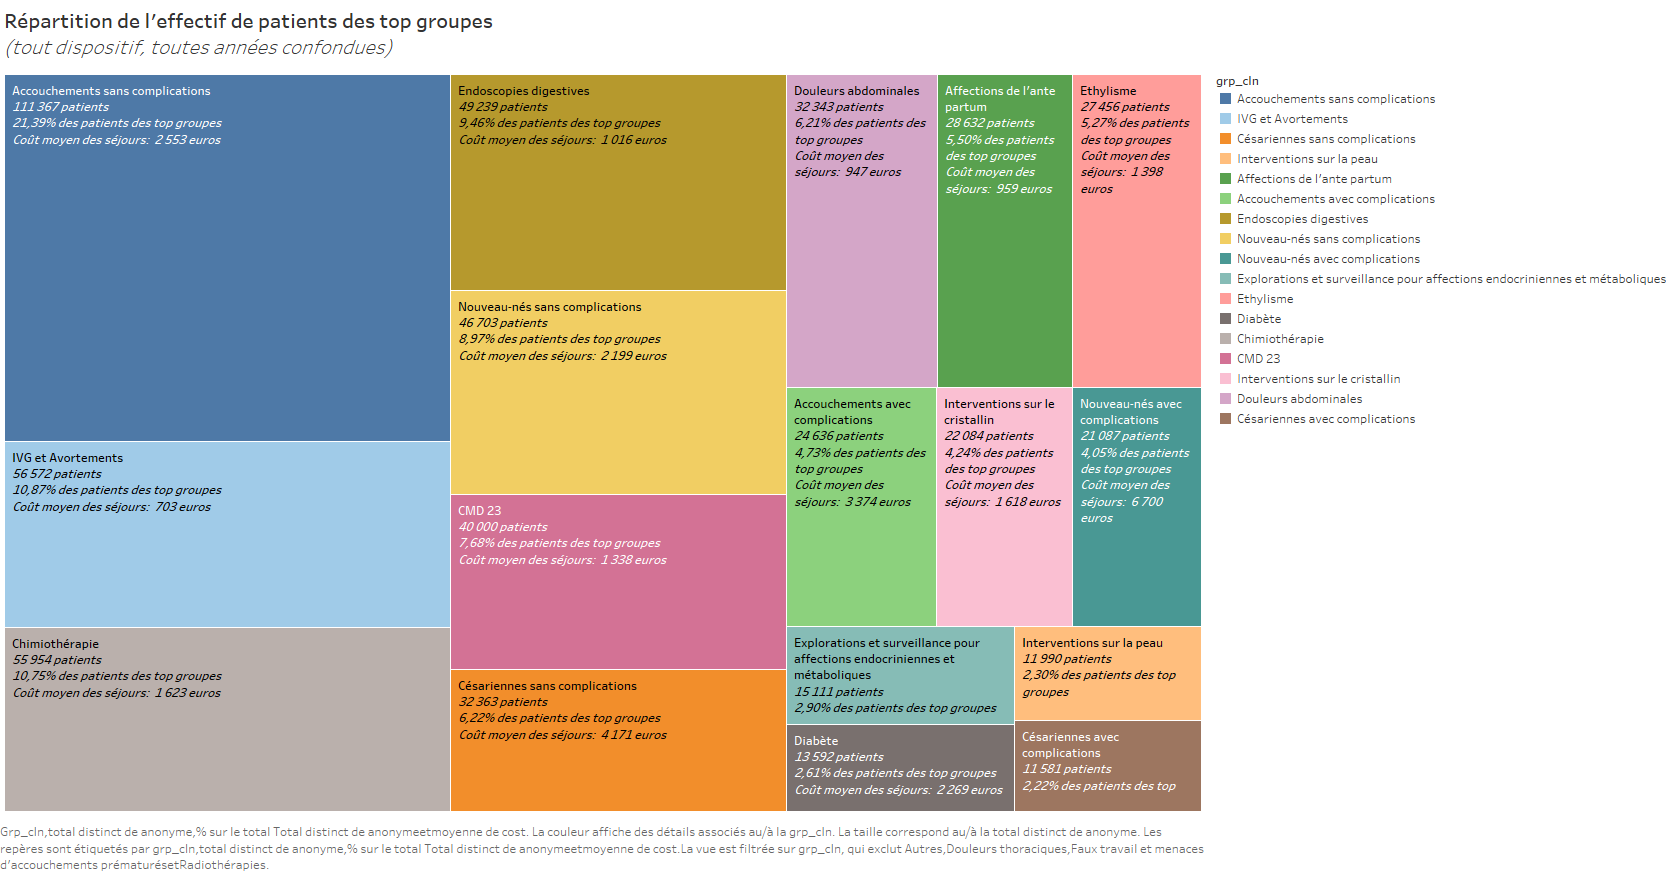 Répartition de l'effectif de patients des top groupes
(tout dispositif, toutes années confondues)
Accouchements sans complications
111 367 patients
21,39% des patients des top groupes
Coût moyen des séjours: 2 553 euros
IVG et Avortements
56 572 patients
10,87% des patients des top groupes
Coût moyen des séjours: 703 euros
Chimiothérapie
55 954 patients
10,75% des patients des top groupes
Coût moyen des séjours: 1 623 euros
Endoscopies digestives
49 239 patients
9,46% des patients des top groupes
Coût moyen des séjours: 1 016 euros
Nouveau-nés sans complications
46 703 patients
8,97% des patients des top groupes
Coût moyen des séjours: 2 199 euros
CMD 23
40 000 patients
7,68% des patients des top groupes
Coût moyen des séjours: 1 338 euros
Césariennes sans complications
32 363 patients
6,22% des patients des top groupes
Coût moyen des séjours: 4 171 euros
Douleurs abdominales
32 343 patients
6,21% des patients des
top groupes
Coût moyen des
séjours: 947 euros
Affections de l'ante
partum
28 632 patients
5,50% des patients
des top groupes
Coût moyen des
séjours: 959 euros
Ethylisme
27 456 patients
5,27% des patients
des top groupes
Coût moyen des
séjours: 1 398
euros
Accouchements avec
complications
24 636 patients
4,73% des patients des
top groupes
Coût moyen des
séjours: 3 374 euros
Interventions sur le
cristallin
22 084 patients
4,24% des patients
des top groupes
Coût moyen des
séjours: 1 618 euros
Nouveau-nés avec
complications
21 087 patients
4,05% des patients
des top groupes
Coût moyen des
séjours: 6 700
euros
Explorations et surveillance pour
affections endocriniennes et
métaboliques
15 111 patients
2,90% des patients des top groupes
Diabète
13 592 patients
2,61% des patients des top groupes
Coût moyen des séjours: 2 269 euros
Interventions sur la peau
11 990 patients
2,30% des patients des top
groupes
Césariennes avec
complications
11 581 patients
2,22% des patients des top
grp_cln
Accouchements sans complications
IVG et Avortements
Césariennes sans complications
Interventions sur la peau
Affections de l'ante partum
Accouchements avec complications
Endoscopies digestives
Nouveau-nés sans complications
Nouveau-nés avec complications
Explorations et surveillance pour affections endocriniennes et métaboliques
Ethylisme
Diabète
Chimiothérapie
CMD 23
Interventions sur le cristallin
Douleurs abdominales
Césariennes avec complications
Grp_cln,total distinct de anonyme,% sur le total Total distinct de anonymeetmoyenne de cost. La couleur affiche des détails associés au/à la grp_cln. La taille correspond au/à la total distinct de anonyme. Les
repères sont étiquetés par grp_cln,total distinct de anonyme,% sur le total Total distinct de anonymeetmoyenne de cost.La vue est filtrée sur grp_cln, qui exclut Autres,Douleurs thoraciques,Faux travail et menaces
d'accouchements prématurésetRadiothérapies.